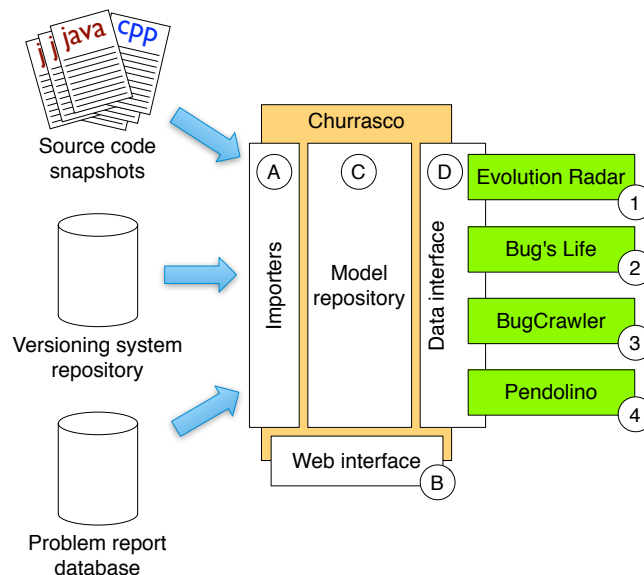 j
j
java
cpp
Source code
snapshots
Versioning system
repository
Problem report
database
Churrasco
A
Importers
C
Model
repository
D
Data interface
Web interface
B
Evolution Radar
1
Bug's Life
2
BugCrawler
3
Pendolino
4